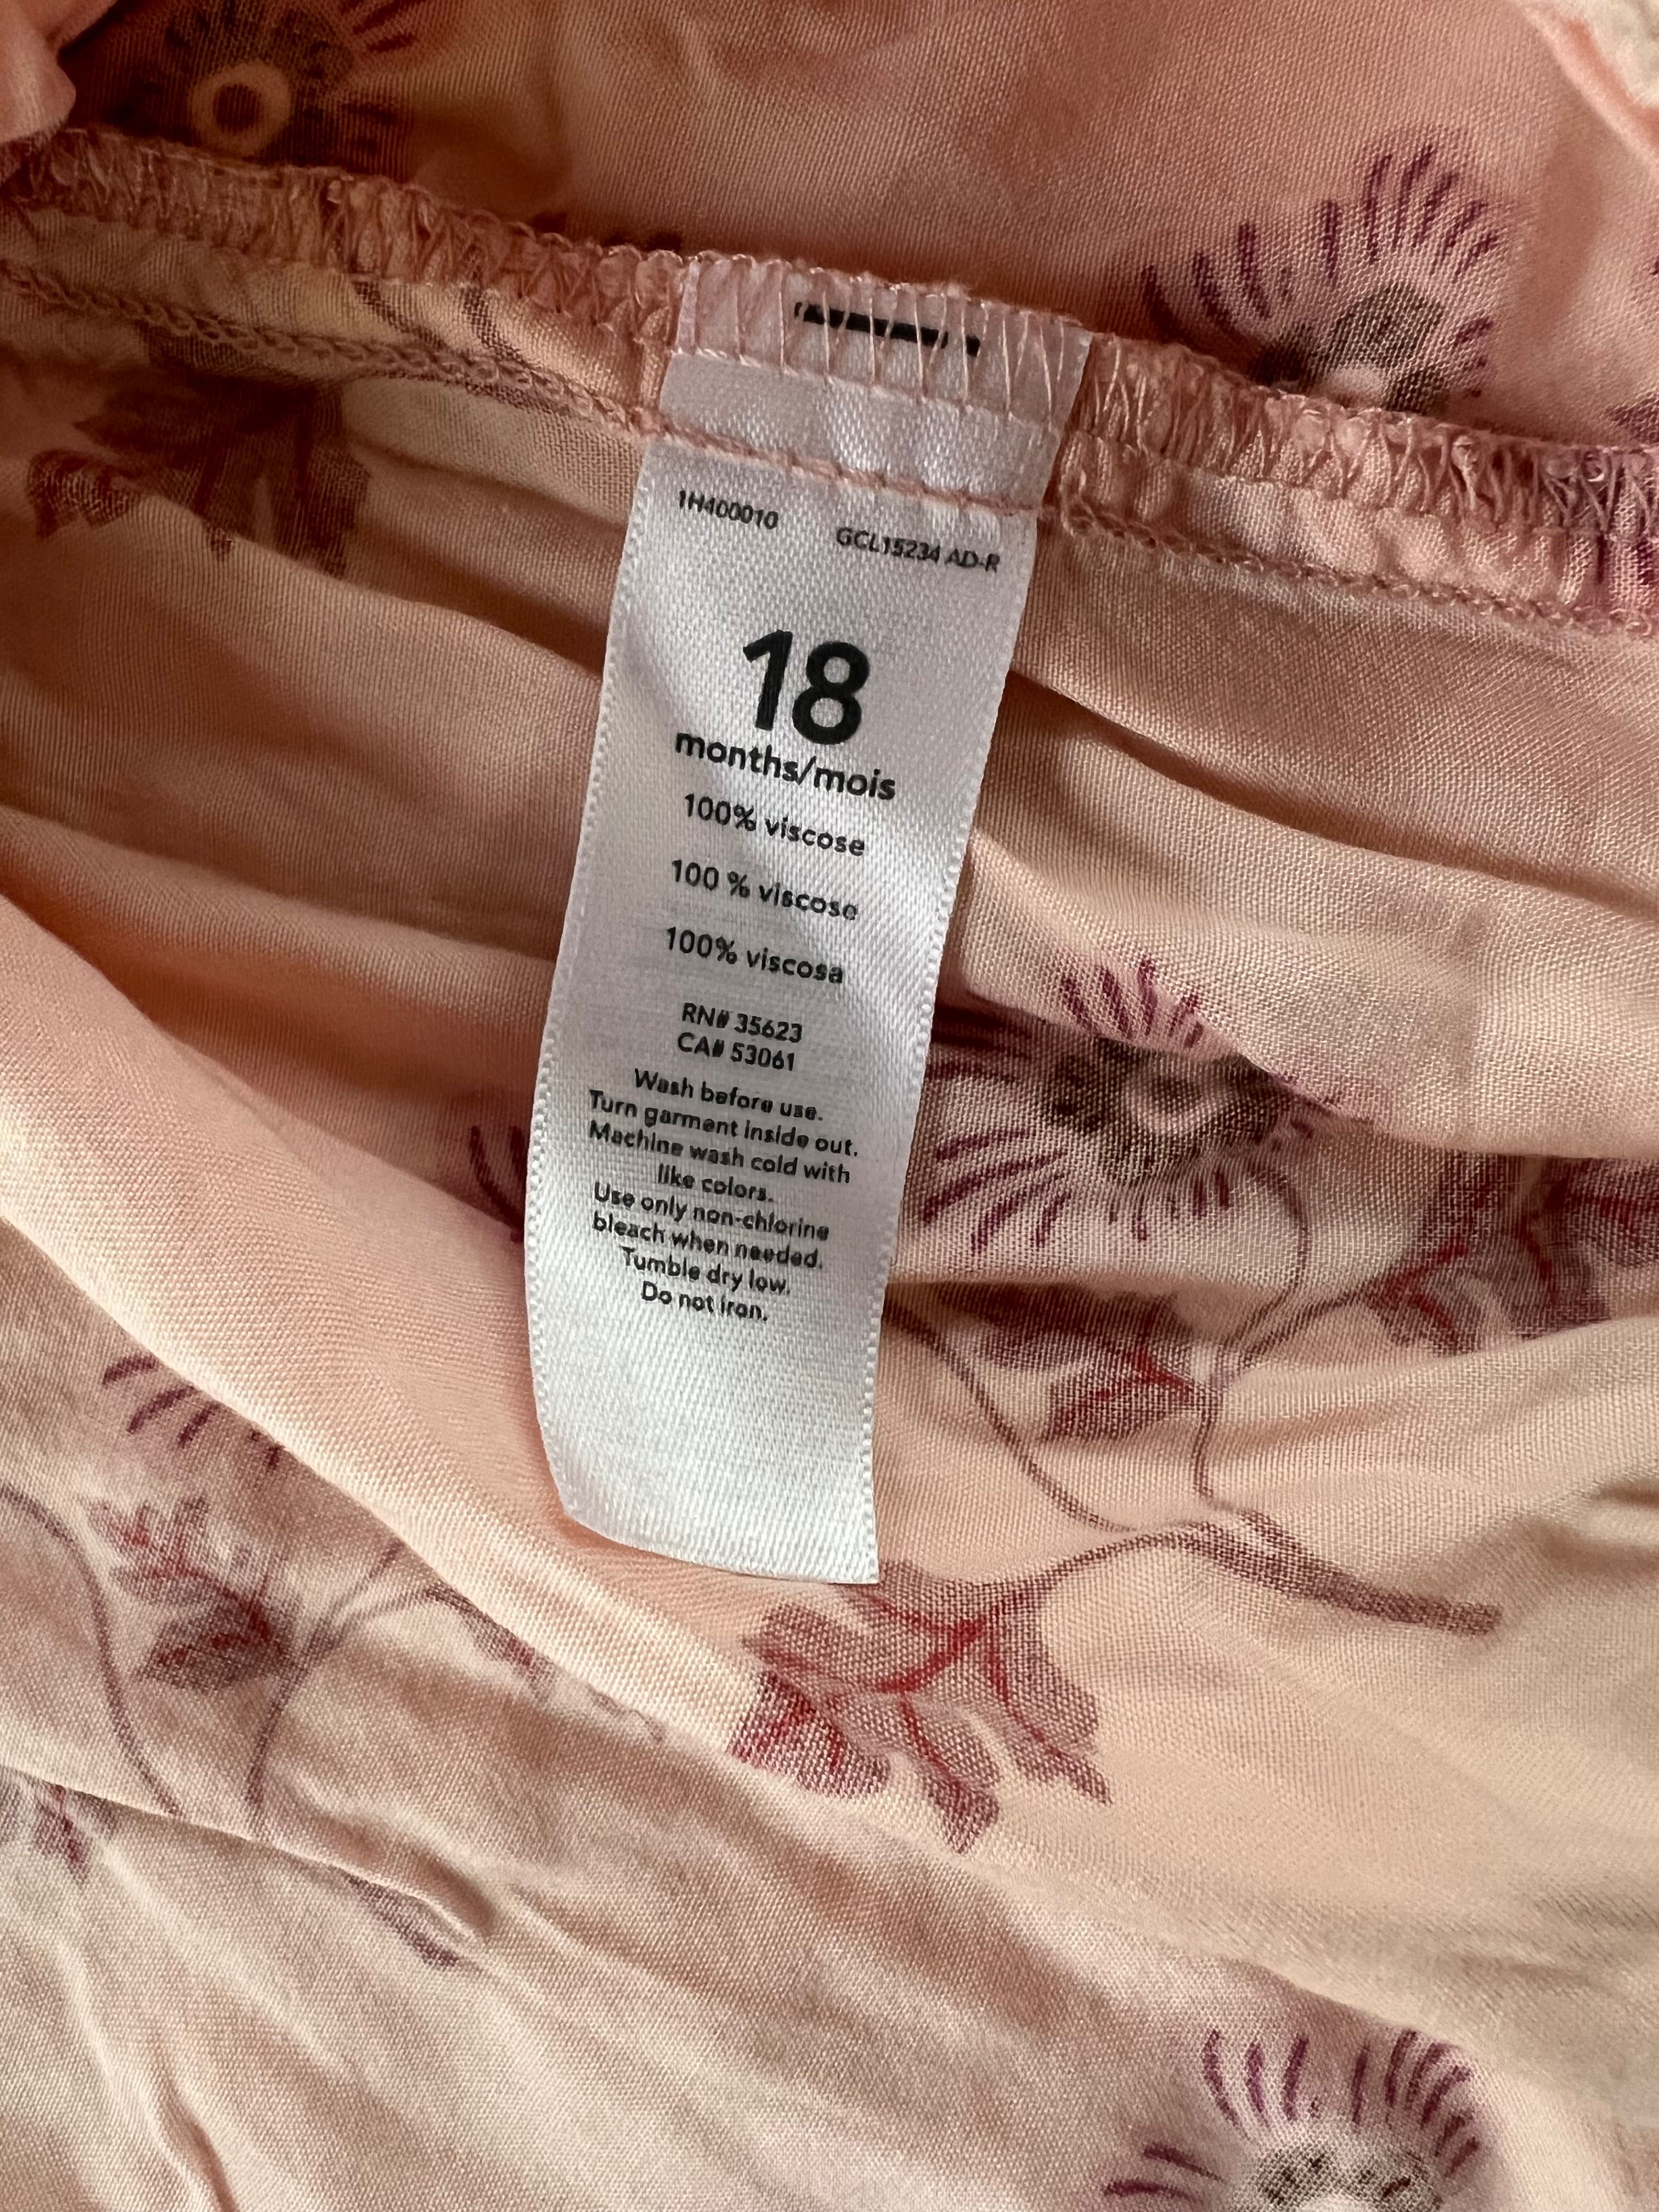 1H400010 GCL15234 AD-R
18
months/mois
100% viscose
100 % viscose
100% viscosa
RN# 35623
CA# 53061
Wash before use.
Turn garment inside out.
Machine wash cold with
like colors.
Use only non-chlorine
bleach when needed.
Tumble dry low.
Do not iron.